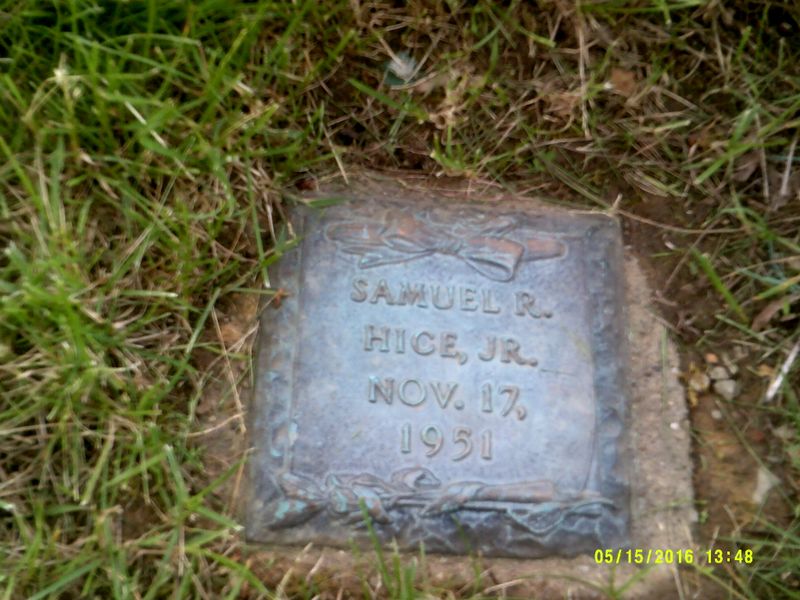 SAMUEL R.
HICE, JR.
NOV. 17,
1951
05/15/2016 13:48